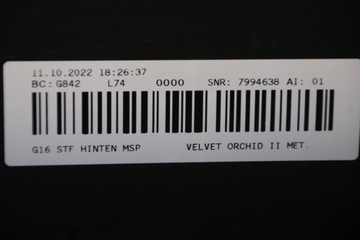 11.10.2022 18:26:37
BC: G842 L74 0000 SNR: 7994638 AI: 01
G16 STF HINTEN MSP VELVET ORCHID II MET.